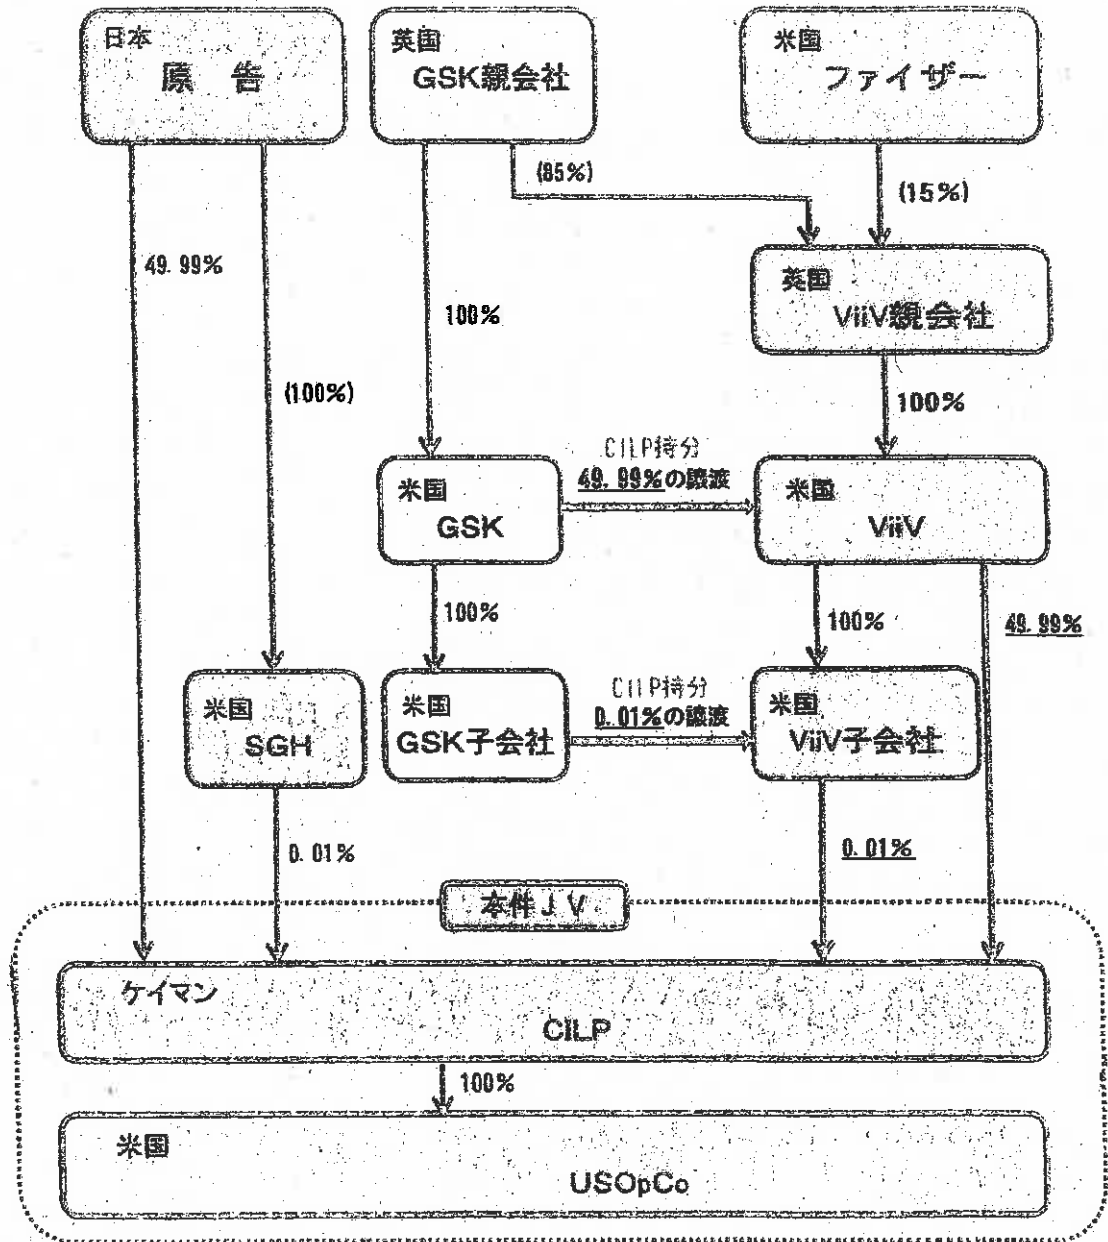 日本
原 告
英国
GSK親会社
米国
ファイザー
(85%)
(15%)
49.99%
英国
ViiV親会社
100%
(100%)
100%
CILP持分
49.99%の譲渡
米国
GSK
米国
ViiV
100%
100%
49.99%
米国
SGH
米国
GSK子会社
CILP持分
0.01%の譲渡
米国
ViiV子会社
0.01%
0.01%
本件JV
ケイマン
CILP
100%
米国
USOpCo